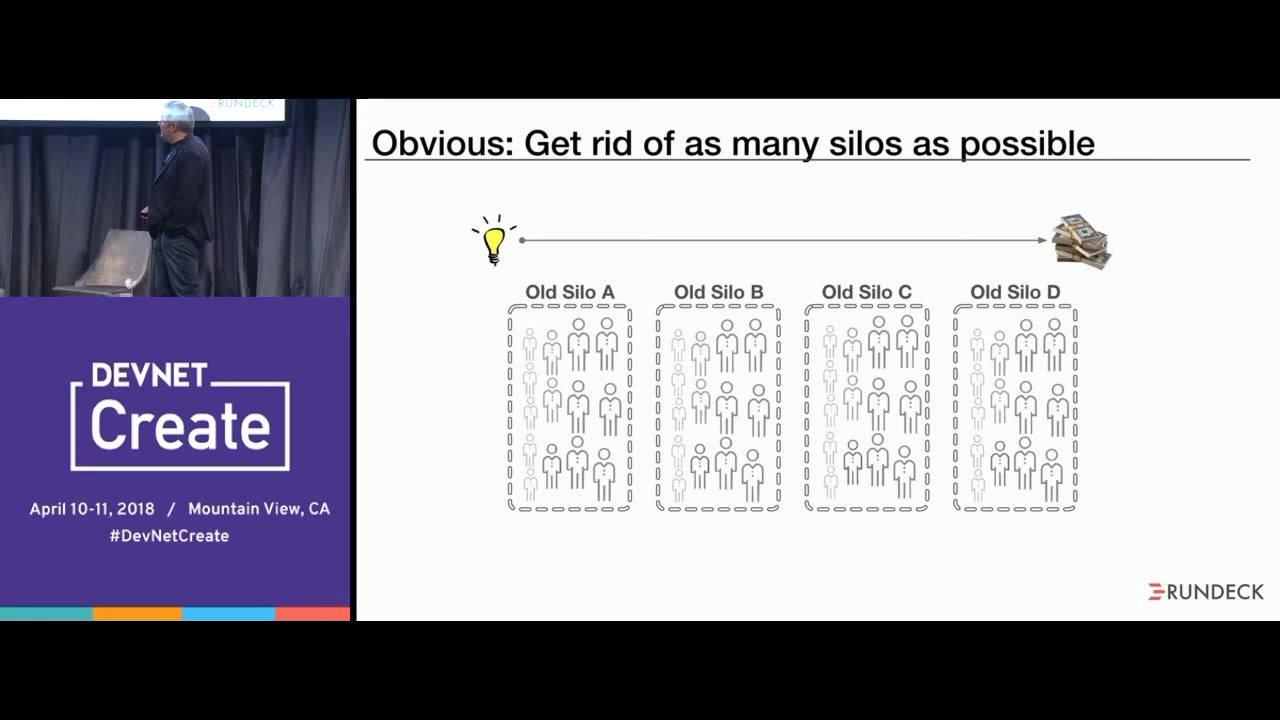 RUNDECK
Obvious: Get rid of as many silos as possible
Old Silo A
Old Silo B
Old Silo C
Old Silo D
DEVNET
Create
April 10-11, 2018 / Mountain View, CA
#DevNetCreate
RUNDECK